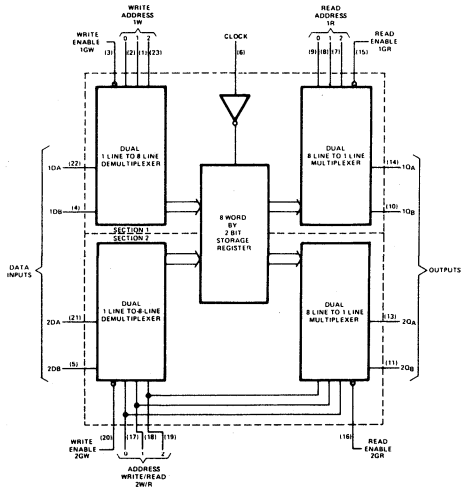 WRITE
ADDRESS
1W
READ
ADDRESS
1R
WRITE
ENABLE
1GW
0 1 2
CLOCK
0 1 2
READ
ENABLE
1GR
(3) (2) (1) (23)
(6)
(9) (8) (7) (15)
DUAL
1 LINE TO 8 LINE
DEMULTIPLEXER
DUAL
8 LINE TO 1 LINE
MULTIPLEXER
1DA (22)
(14) 1QA
1DB (4)
(10) 1QB
8 WORD
BY
2 BIT
STORAGE
REGISTER
SECTION 1
SECTION 2
DATA
INPUTS
OUTPUTS
DUAL
1 LINE TO-8-LINE
DEMULTIPLEXER
DUAL
8 LINE TO 1 LINE
MULTIPLEXER
2DA (21)
(13) 2QA
2DB (5)
(11) 2QB
WRITE
ENABLE
2GW
(20) (17) (18) (19)
0 1 2
ADDRESS
WRITE/READ
2W/R
(16)
READ
ENABLE
2GR